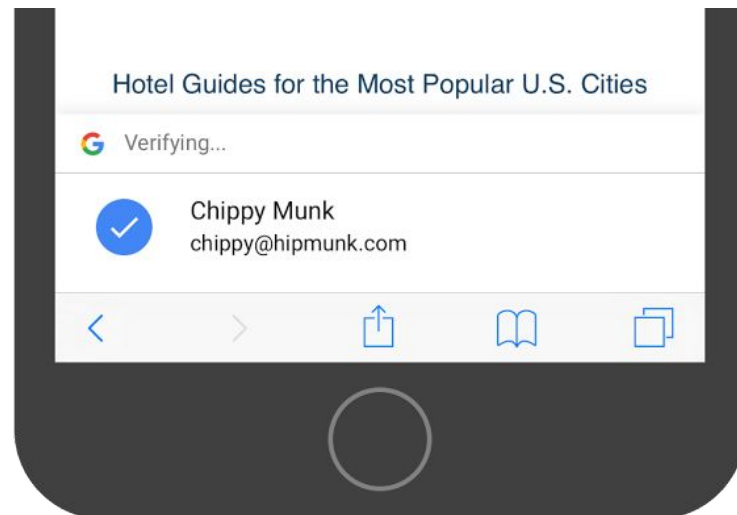 Hotel Guides for the Most Popular U.S. Cities
G Verifying...
Chippy Munk
chippy@hipmunk.com